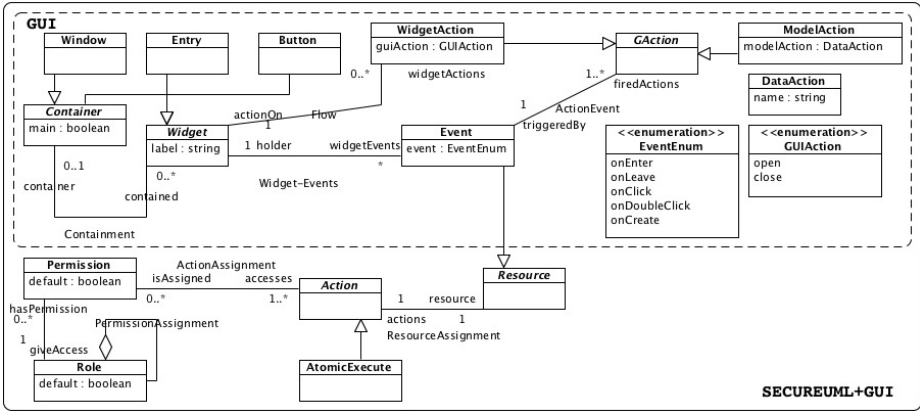 GUI
Window
Entry
Button
WidgetAction
guiAction : GUIAction
GAction
ModelAction
modelAction : DataAction
0..*
widgetActions
1..*
firedActions
DataAction
name : string
Container
main : boolean
actionOn
1
Flow
1
ActionEvent
triggeredBy
Widget
label : string
1 holder
widgetEvents
*
Widget-Events
Event
event : EventEnum
<<enumeration>>
EventEnum
onEnter
onLeave
onClick
onDoubleClick
onCreate
<<enumeration>>
GUIAction
open
close
0..1
container
0..*
contained
Containment
Permission
default : boolean
ActionAssignment
isAssigned
accesses
0..*
1..*
Action
Resource
1
resource
actions
1
ResourceAssignment
hasPermission
0..*
PermissionAssignment
1
giveAccess
Role
default : boolean
AtomicExecute
SECUREUML+GUI